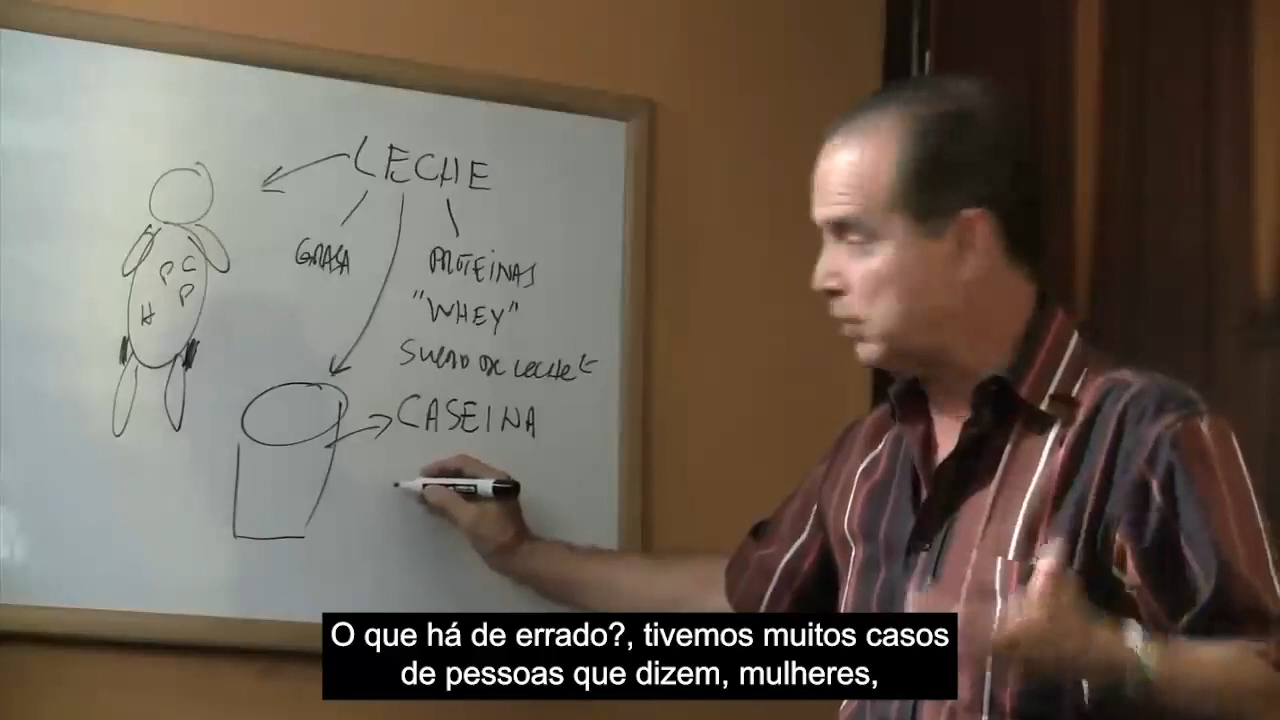 LECHE
GRASA
PROTEINAS
"WHEY"
SUERO DE LECHE
CASEINA
P C
P
H
O que há de errado?, tivemos muitos casos
de pessoas que dizem, mulheres,